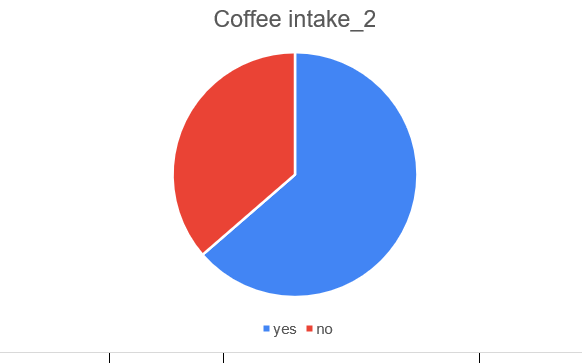 Coffee intake_2
yes no